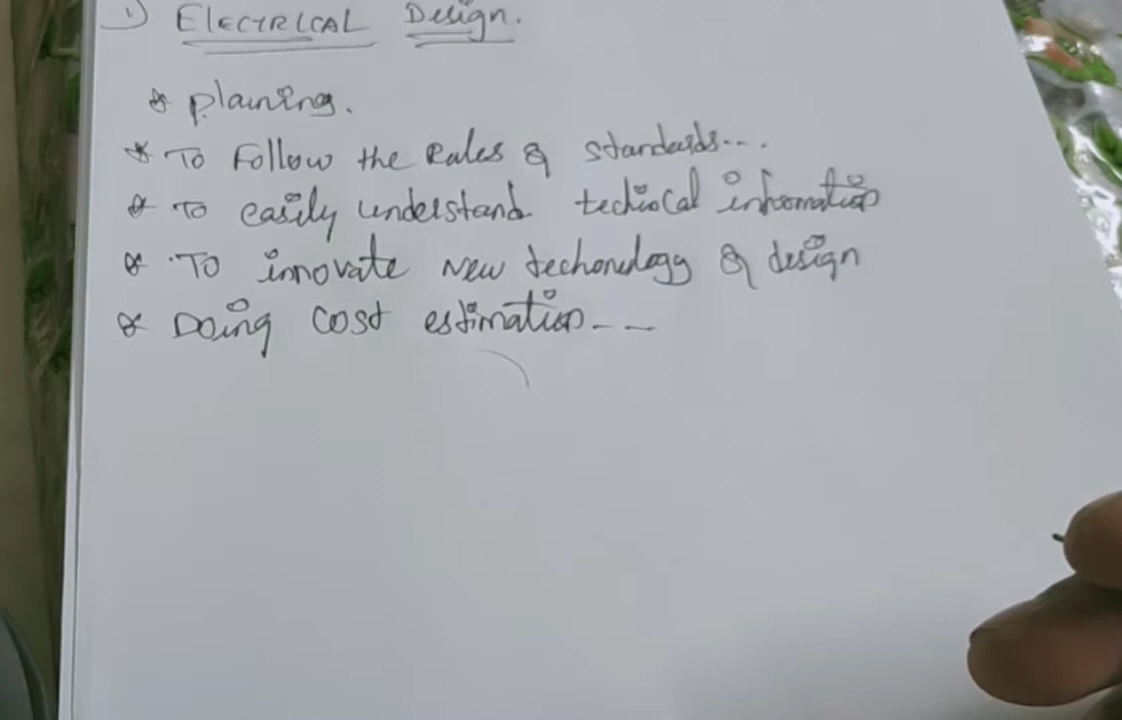 1) ELECTRICAL Design.
* planing.
* To Follow the Rules & standards...
* To easily understand techiocal information
* To innovate New techonology & design
* Doing cost estimation - -